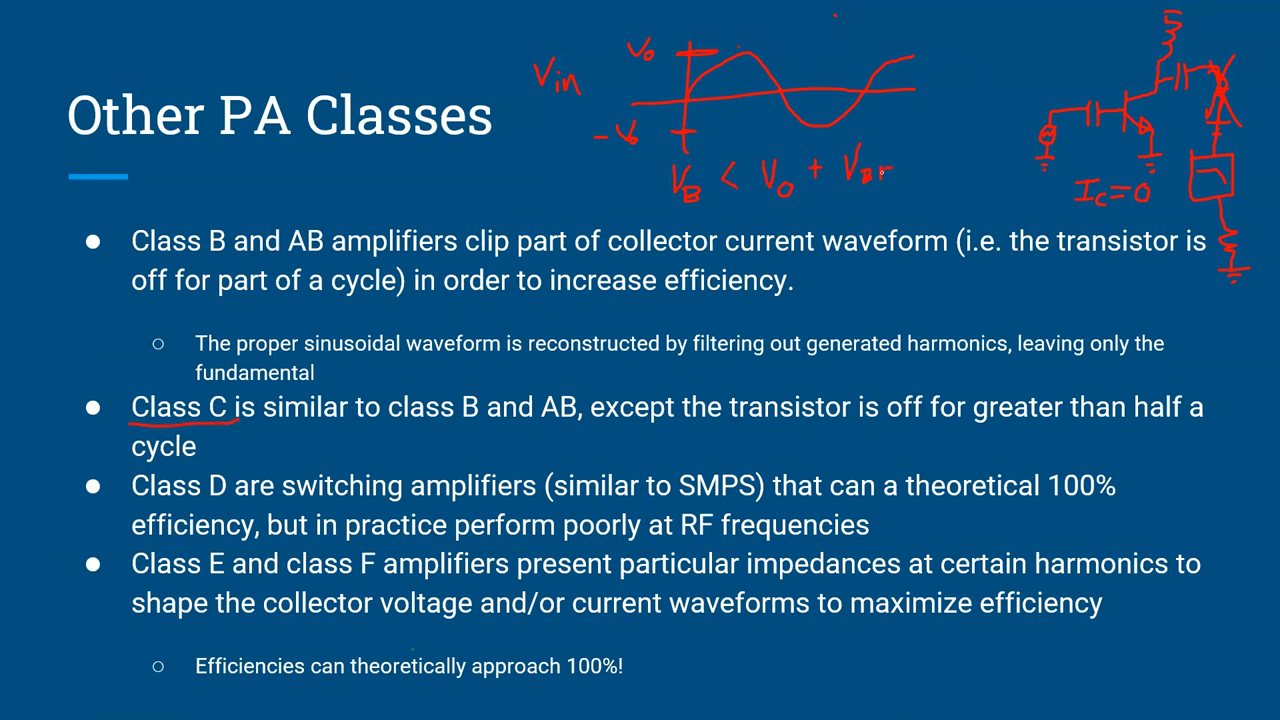 Other PA Classes
Vin
V₀
-V₀
V_B < V_O + V_BE
I_C=0
● Class B and AB amplifiers clip part of collector current waveform (i.e. the transistor is
off for part of a cycle) in order to increase efficiency.
○ The proper sinusoidal waveform is reconstructed by filtering out generated harmonics, leaving only the
fundamental
● Class C is similar to class B and AB, except the transistor is off for greater than half a
cycle
● Class D are switching amplifiers (similar to SMPS) that can a theoretical 100%
efficiency, but in practice perform poorly at RF frequencies
● Class E and class F amplifiers present particular impedances at certain harmonics to
shape the collector voltage and/or current waveforms to maximize efficiency
○ Efficiencies can theoretically approach 100%!